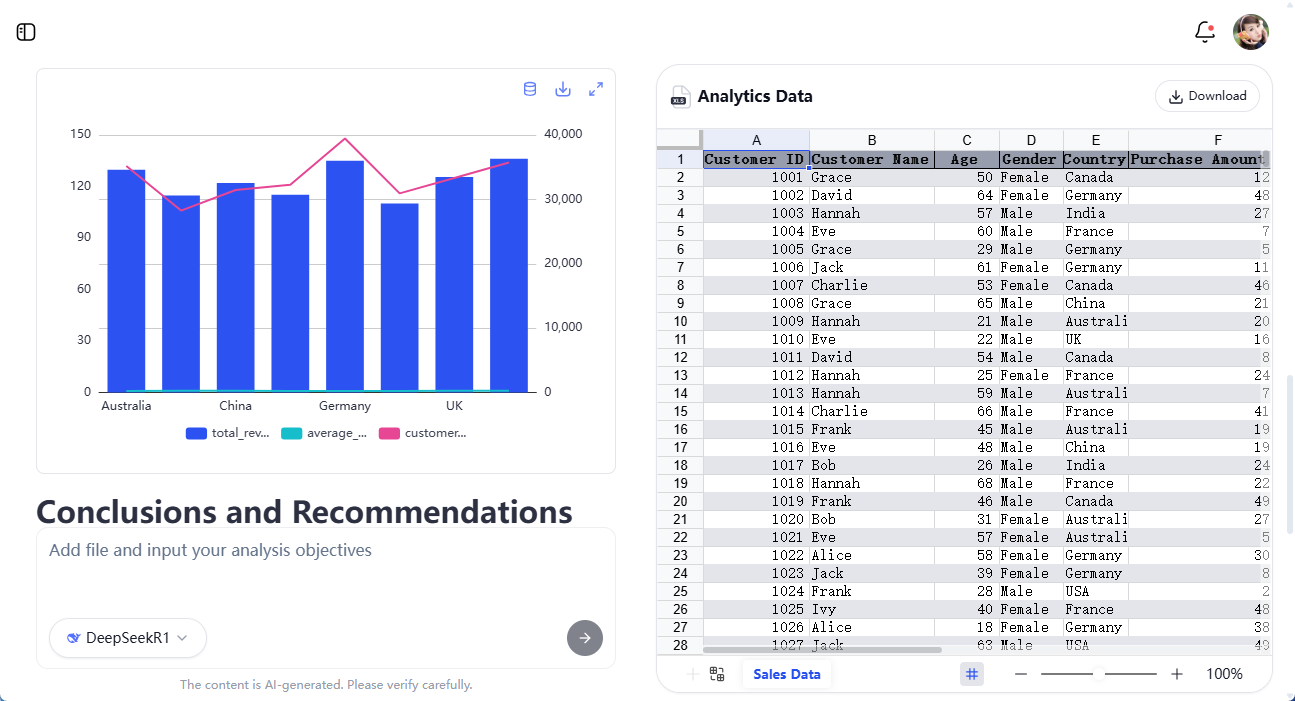 150
120
90
60
30
0
40,000
30,000
20,000
10,000
0
Australia China Germany UK
total_rev... average_... customer...
Conclusions and Recommendations
Add file and input your analysis objectives
DeepSeekR1
The content is AI-generated. Please verify carefully.
XLS
Analytics Data
Download
A B C D E F
1 Customer ID Customer Name Age Gender Country Purchase Amount
2 1001 Grace 50 Female Canada 12
3 1002 David 64 Female Germany 48
4 1003 Hannah 57 Male India 27
5 1004 Eve 60 Male France 7
6 1005 Grace 29 Male Germany 5
7 1006 Jack 61 Female Germany 11
8 1007 Charlie 53 Female Canada 46
9 1008 Grace 65 Male China 21
10 1009 Hannah 21 Male Australi 20
11 1010 Eve 22 Male UK 16
12 1011 David 54 Male Canada 8
13 1012 Hannah 25 Female France 24
14 1013 Hannah 59 Male Australi 7
15 1014 Charlie 66 Male France 41
16 1015 Frank 45 Male Australi 19
17 1016 Eve 48 Male China 19
18 1017 Bob 26 Male India 24
19 1018 Hannah 68 Male France 22
20 1019 Frank 46 Male Canada 49
21 1020 Bob 31 Female Australi 27
22 1021 Eve 57 Female Australi 5
23 1022 Alice 58 Female Germany 30
24 1023 Jack 39 Female Germany 8
25 1024 Frank 28 Male USA 2
26 1025 Ivy 40 Female France 48
27 1026 Alice 18 Female Germany 38
28 1027 Jack 63 Male USA 49
Sales Data
100%